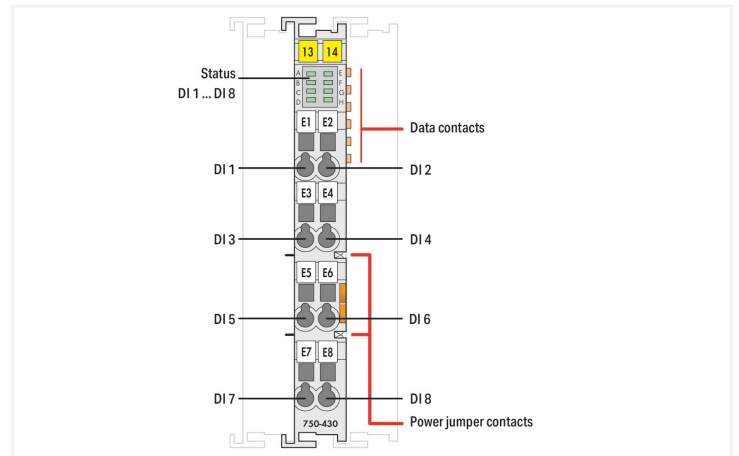 13 14
Status
DI 1 ... DI 8
A E
B F
C G
D H
E1 E2
Data contacts
DI 1 DI 2
E3 E4
DI 3 DI 4
E5 E6
DI 5 DI 6
E7 E8
DI 7 DI 8
750-430
Power jumper contacts